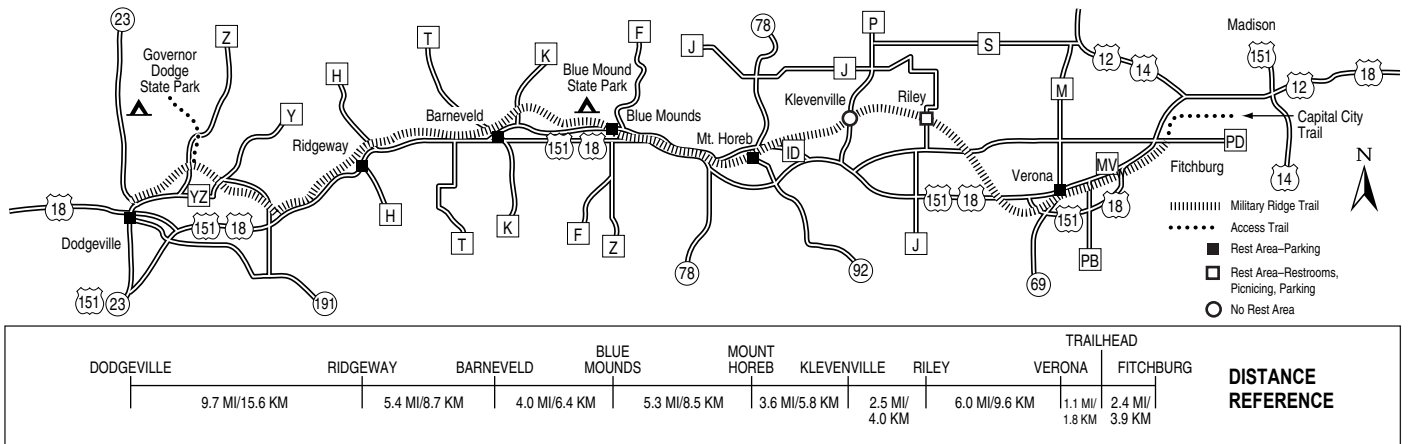 23
Z
Governor
Dodge
State Park
H
Y
Ridgeway
YZ
18
151
18
Dodgeville
151
23
191
H
T
K
Barneveld
Blue Mound
State Park
F
Blue Mounds
151
18
T
K
F
Z
J
78
Mt. Horeb
ID
78
92
P
J
S
Klevenville
Riley
12
14
M
Verona
MV
151
18
151
18
J
69
PB
Madison
151
12
18
Capital City
Trail
PD
Fitchburg
14
N
Military Ridge Trail
Access Trail
Rest Area–Parking
Rest Area–Restrooms,
Picnicing, Parking
No Rest Area
DODGEVILLE
RIDGEWAY
BARNEVELD
BLUE
MOUNDS
MOUNT
HOREB
KLEVENVILLE
RILEY
VERONA
TRAILHEAD
FITCHBURG
9.7 MI/15.6 KM
5.4 MI/8.7 KM
4.0 MI/6.4 KM
5.3 MI/8.5 KM
3.6 MI/5.8 KM
2.5 MI/
4.0 KM
6.0 MI/9.6 KM
1.1 MI/
1.8 KM
2.4 MI/
3.9 KM
DISTANCE
REFERENCE